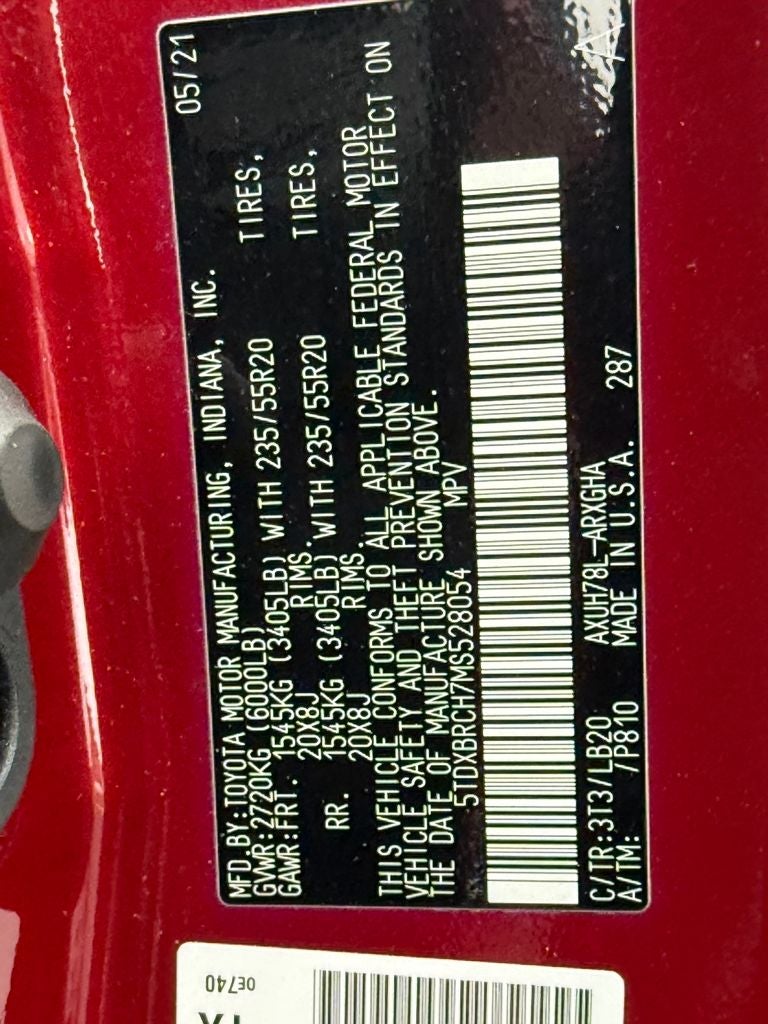 MFD.BY:TOYOTA MOTOR MANUFACTURING, INDIANA, INC. 05/21
GVWR:2720KG (6000LB)
GAWR:FRT. 1545KG (3405LB) WITH 235/55R20 TIRES,
20X8J RIMS.
RR. 1545KG (3405LB) WITH 235/55R20 TIRES,
20X8J RIMS.
THIS VEHICLE CONFORMS TO ALL APPLICABLE FEDERAL MOTOR
VEHICLE SAFETY AND THEFT PREVENTION STANDARDS IN EFFECT ON
THE DATE OF MANUFACTURE SHOWN ABOVE.
5TDXBRCH7MS528054 MPV
C/TR:3T3/LB20 AXUH78L-ARXGHA
A/TM: /P810 MADE IN U.S.A. 287
0E740